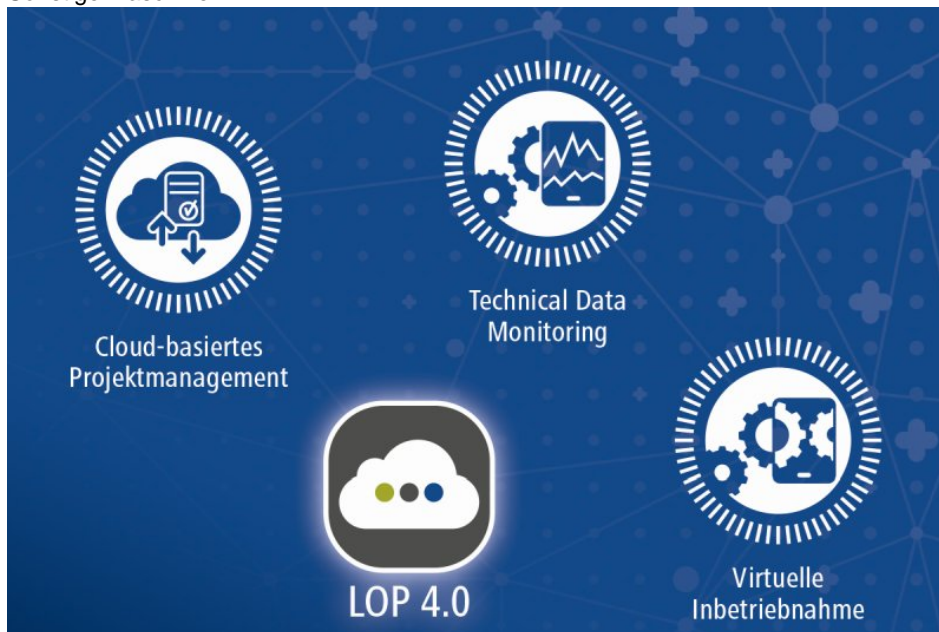 Cloud-basiertes
Projektmanagement
Technical Data
Monitoring
LOP 4.0
Virtuelle
Inbetriebnahme